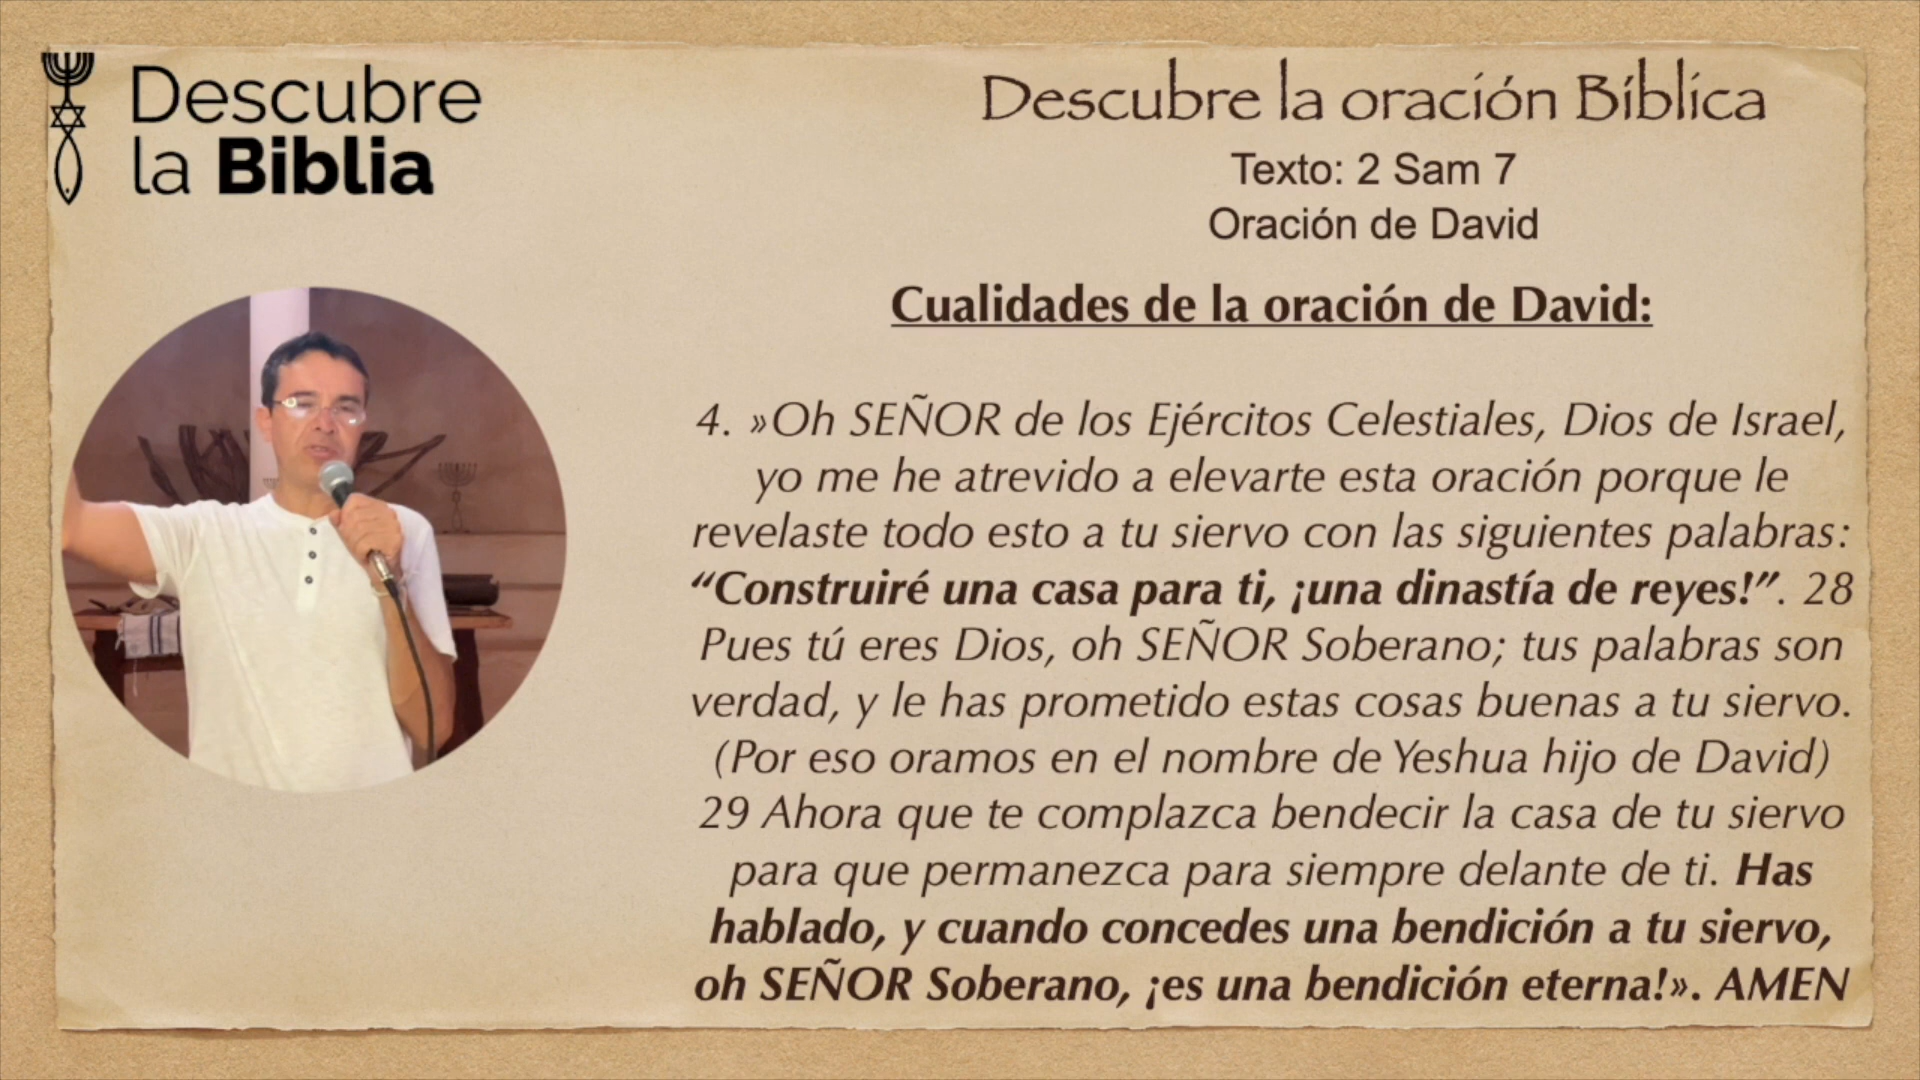 Descubre
la Biblia
Descubre la oración Bíblica
Texto: 2 Sam 7
Oración de David
Cualidades de la oración de David:
4. »Oh SEÑOR de los Ejércitos Celestiales, Dios de Israel,
yo me he atrevido a elevarte esta oración porque le
revelaste todo esto a tu siervo con las siguientes palabras:
“Construiré una casa para ti, ¡una dinastía de reyes!”. 28
Pues tú eres Dios, oh SEÑOR Soberano; tus palabras son
verdad, y le has prometido estas cosas buenas a tu siervo.
(Por eso oramos en el nombre de Yeshua hijo de David)
29 Ahora que te complazca bendecir la casa de tu siervo
para que permanezca para siempre delante de ti. Has
hablado, y cuando concedes una bendición a tu siervo,
oh SEÑOR Soberano, ¡es una bendición eterna!». AMEN